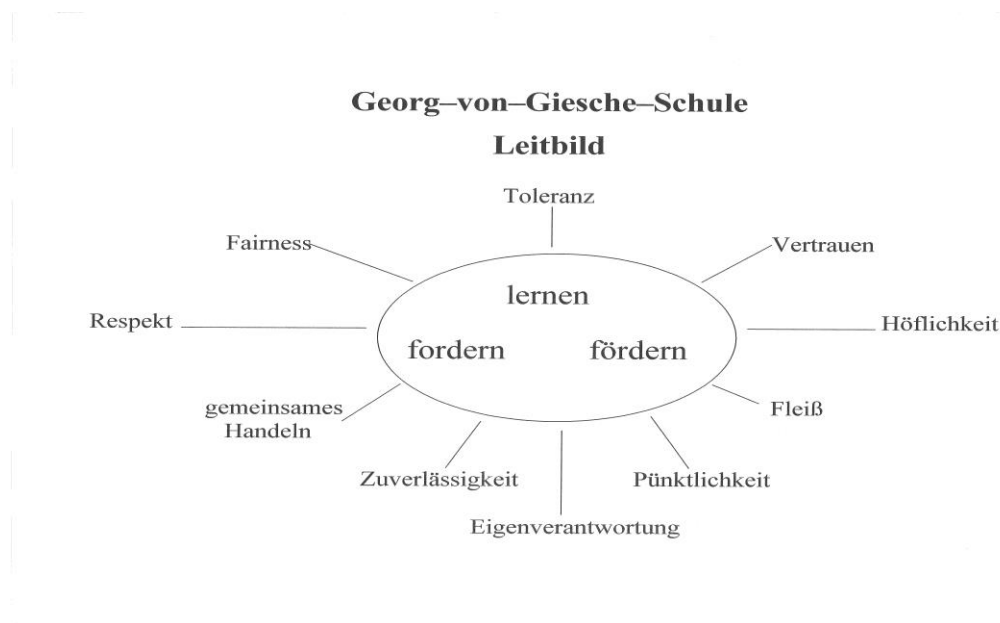 Georg–von–Giesche–Schule
Leitbild
Toleranz
Fairness
Vertrauen
lernen
Respekt
Höflichkeit
fordern
fördern
gemeinsames
Handeln
Fleiß
Zuverlässigkeit
Pünktlichkeit
Eigenverantwortung